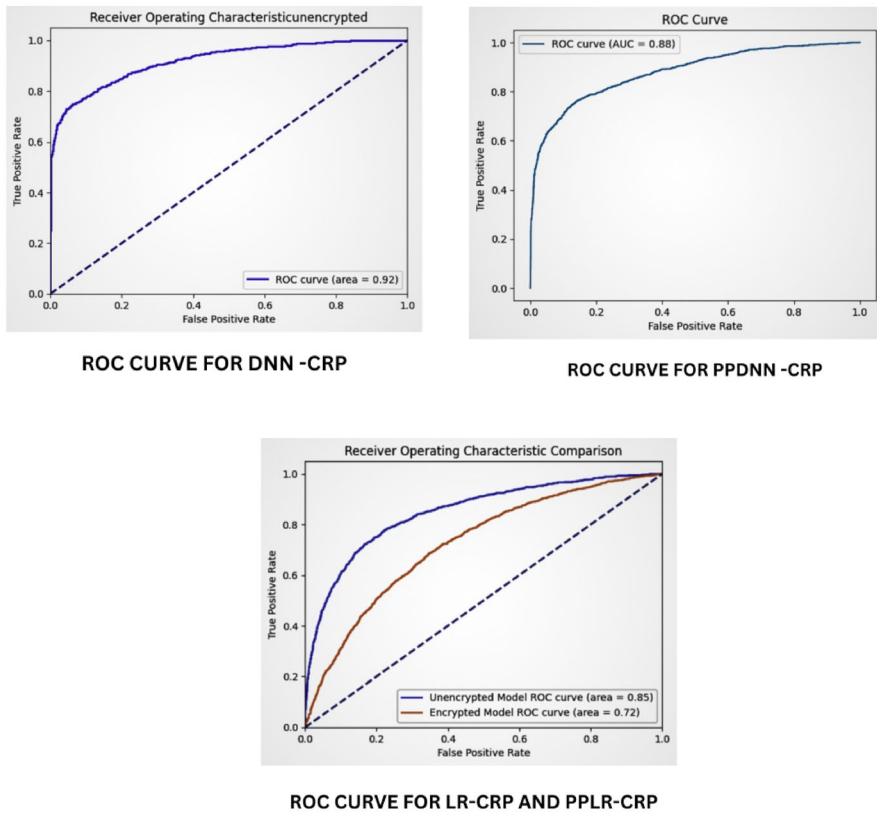 Receiver Operating Characteristicunencrypted
1.0
0.8
0.6
0.4
0.2
0.0
True Positive Rate
ROC curve (area = 0.92)
0.0 0.2 0.4 0.6 0.8 1.0
False Positive Rate
ROC CURVE FOR DNN -CRP
ROC Curve
ROC curve (AUC = 0.88)
1.0
0.8
0.6
0.4
0.2
0.0
True Positive Rate
0.0 0.2 0.4 0.6 0.8 1.0
False Positive Rate
ROC CURVE FOR PPDNN -CRP
Receiver Operating Characteristic Comparison
1.0
0.8
0.6
0.4
0.2
0.0
True Positive Rate
Unencrypted Model ROC curve (area = 0.85)
Encrypted Model ROC curve (area = 0.72)
0.0 0.2 0.4 0.6 0.8 1.0
False Positive Rate
ROC CURVE FOR LR-CRP AND PPLR-CRP